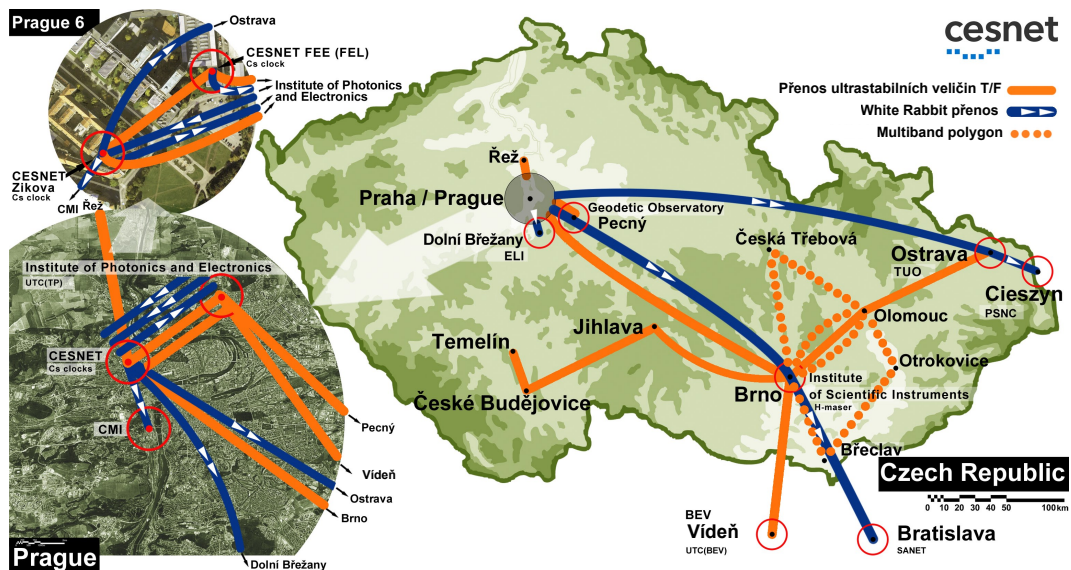 Prague 6
Ostrava
CESNET FEE (FEL)
Cs clock
Institute of Photonics
and Electronics
CESNET
Zikova
Cs clock
CMI
Řež
cesnet
Přenos ultrastabilních veličin T/F
White Rabbit přenos
Multiband polygon
Řež
Praha / Prague
Geodetic Observatory
Pecný
Dolní Břežany
ELI
Česká Třebová
Ostrava
TUO
Cieszyn
PSNC
Olomouc
Jihlava
Temelín
Otrokovice
České Budějovice
Brno
Institute
of Scientific Instruments
H-maser
Břeclav
Czech Republic
0 10 20 30 40 50 100km
BEV
Vídeň
UTC(BEV)
Bratislava
SANET
Institute of Photonics and Electronics
UTC(TP)
CESNET
Cs clocks
CMI
Pecný
Vídeň
Ostrava
Brno
Dolní Břežany
Prague